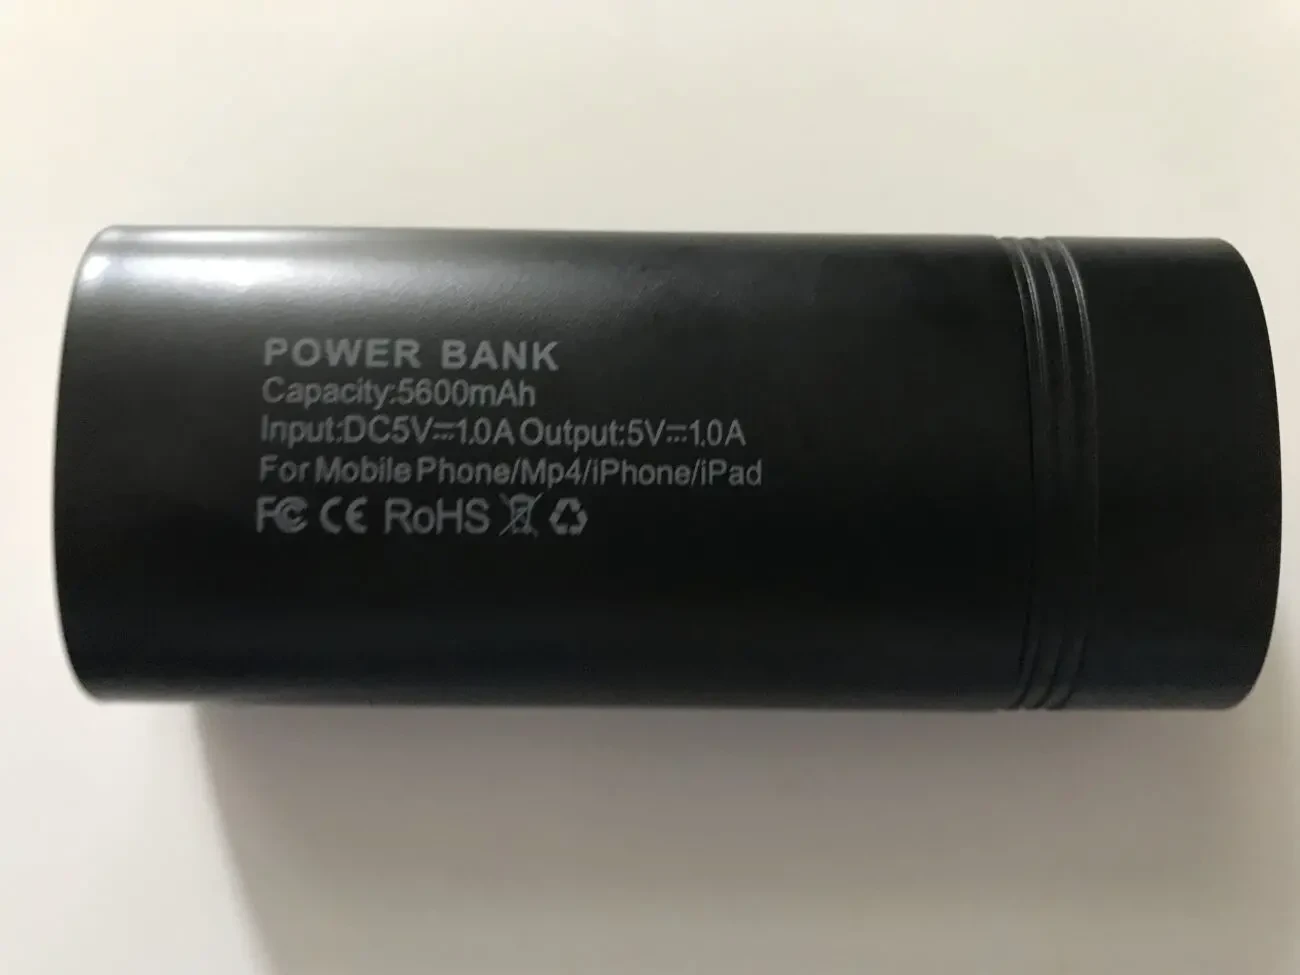 POWER BANK
Capacity:5600mAh
Input:DC5V⎓1.0A Output:5V⎓1.0A
For Mobile Phone/Mp4/iPhone/iPad
FC CE RoHS